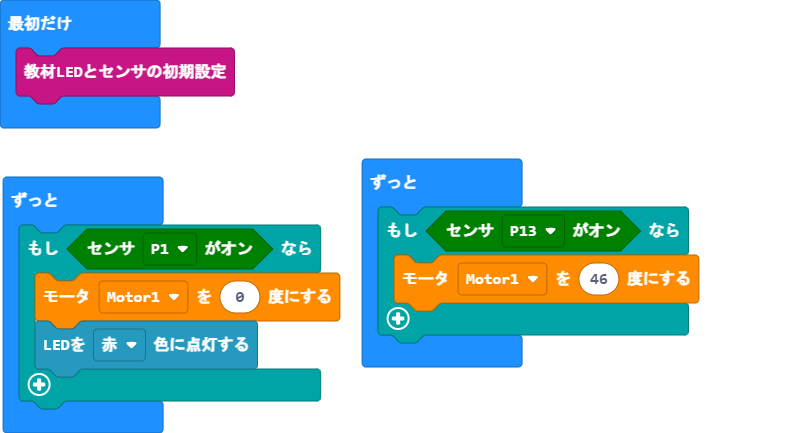 最初だけ
教材LEDとセンサの初期設定
ずっと
もし センサ P1 がオン なら
モータ Motor1 を 0 度にする
LEDを 赤 色に点灯する
ずっと
もし センサ P13 がオン なら
モータ Motor1 を 46 度にする